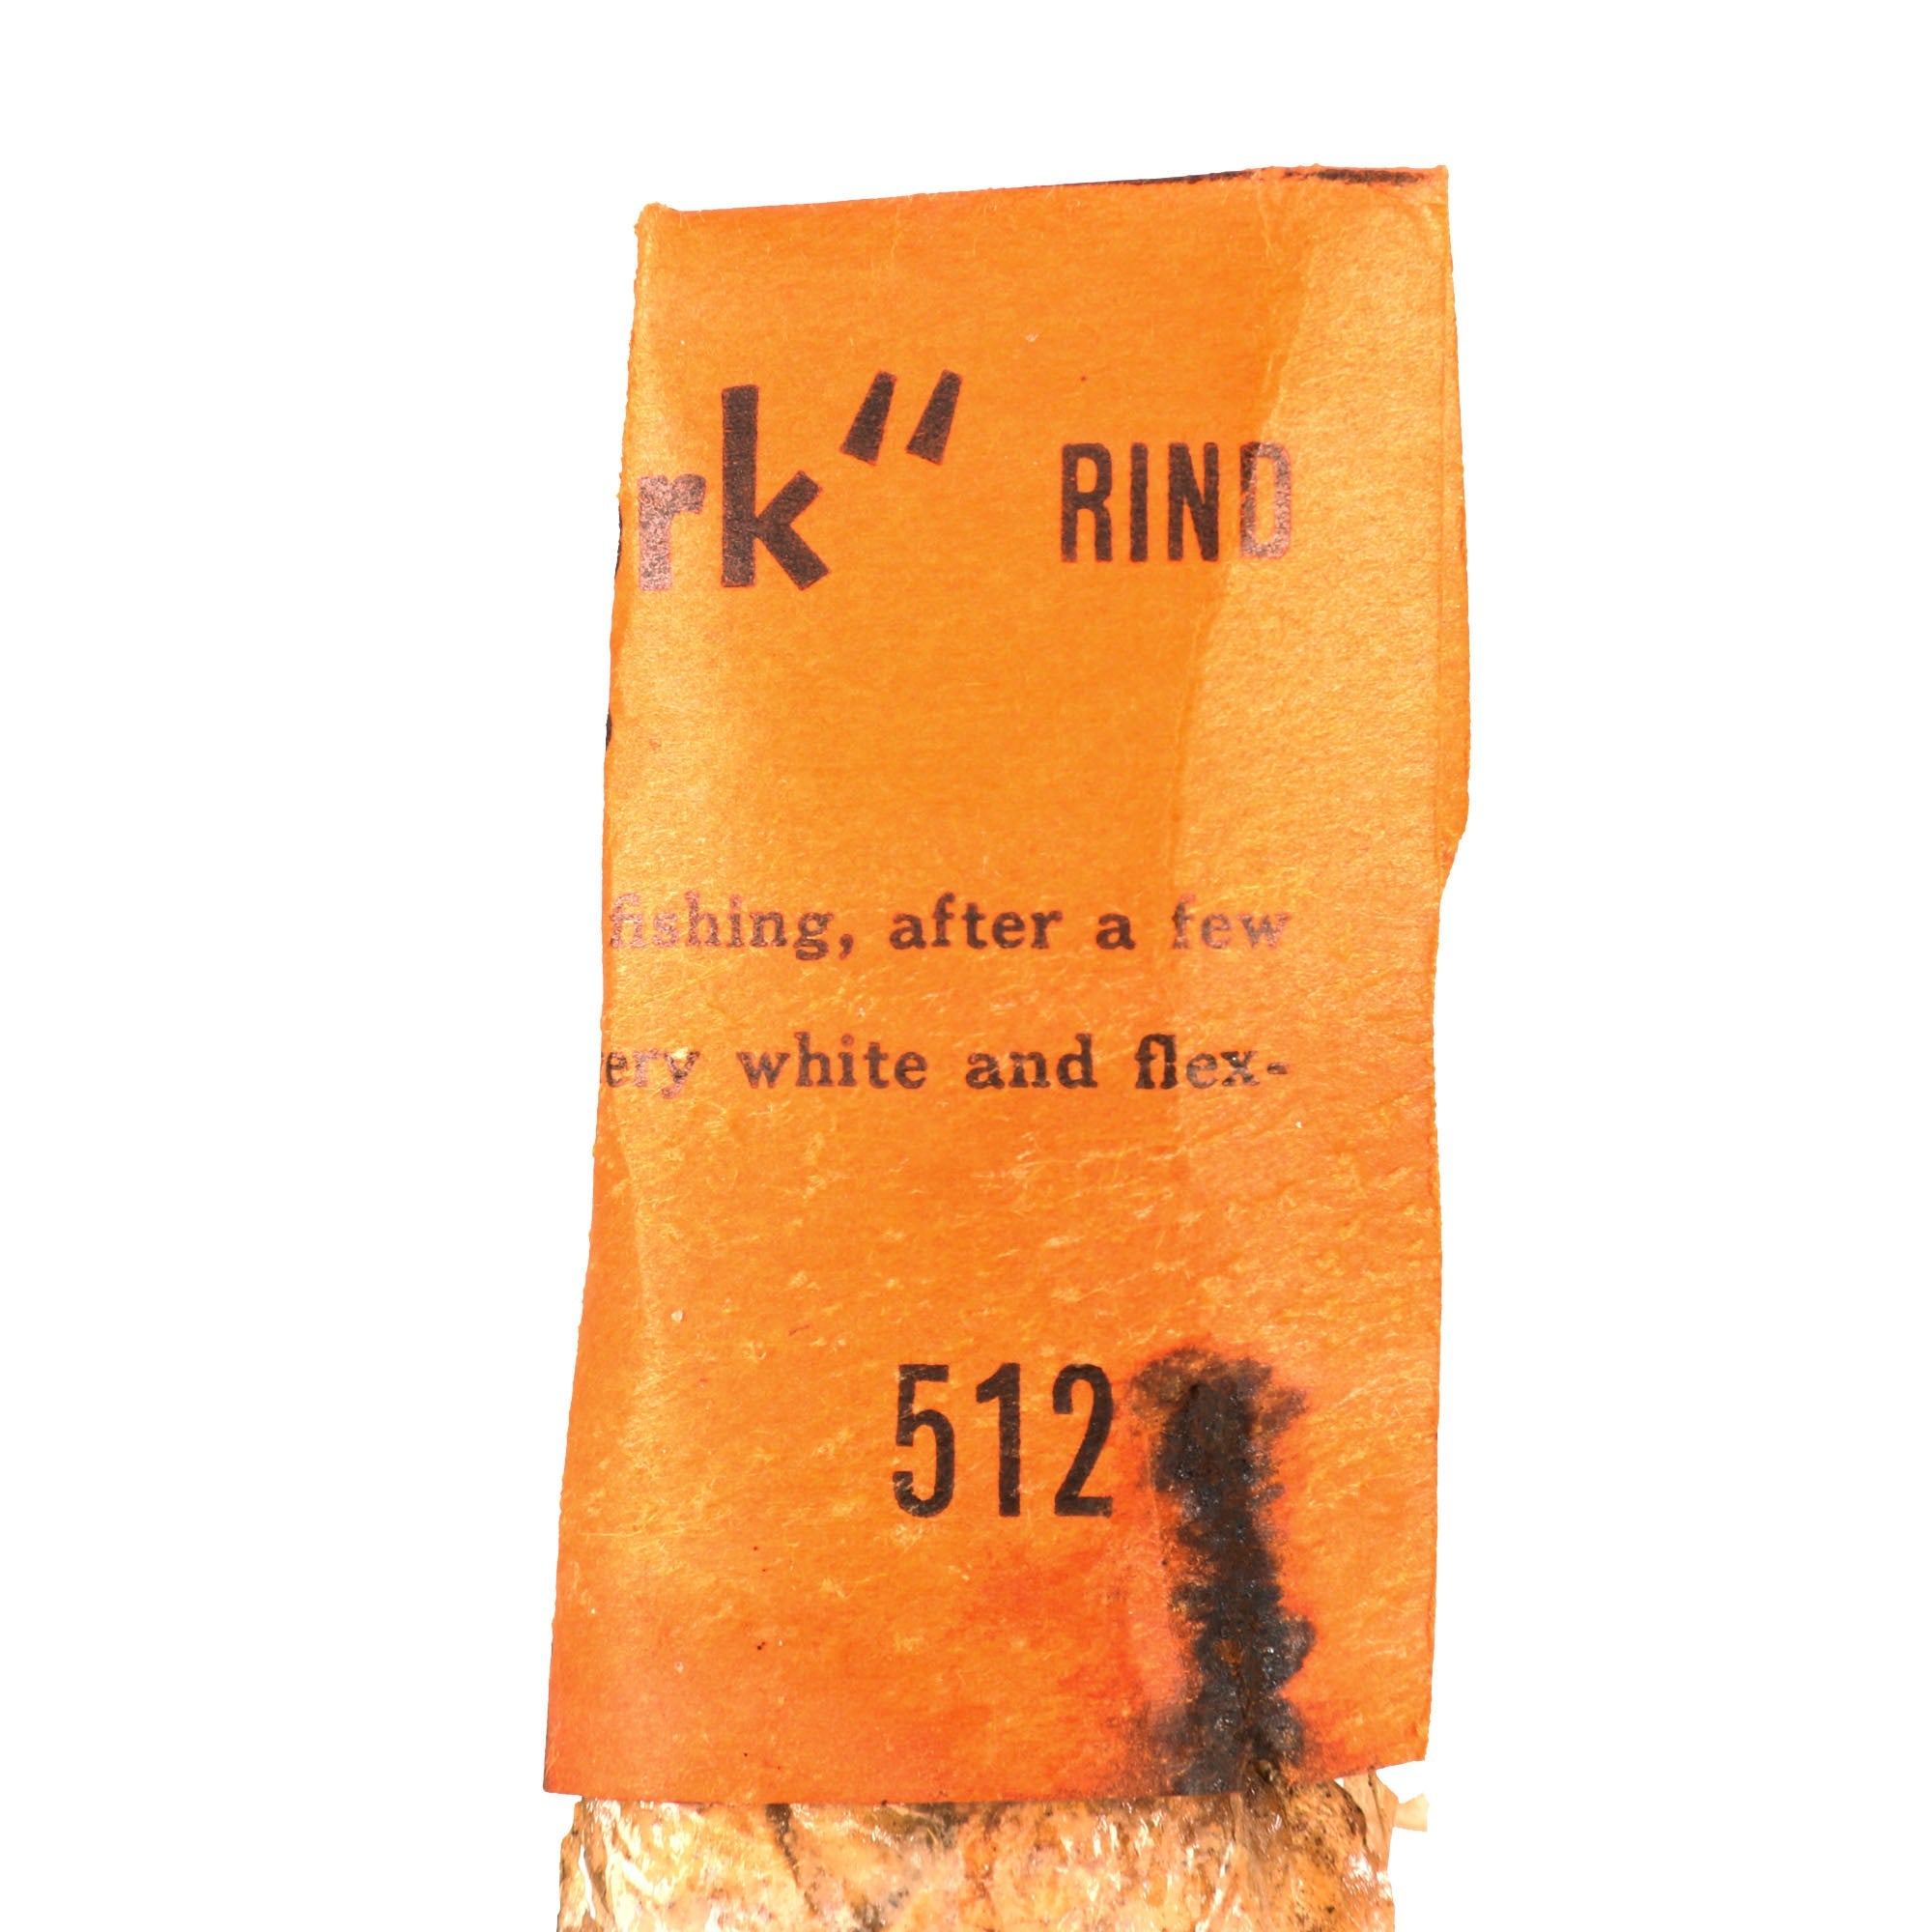 rk" RIND
fishing, after a few
ery white and flex-
512